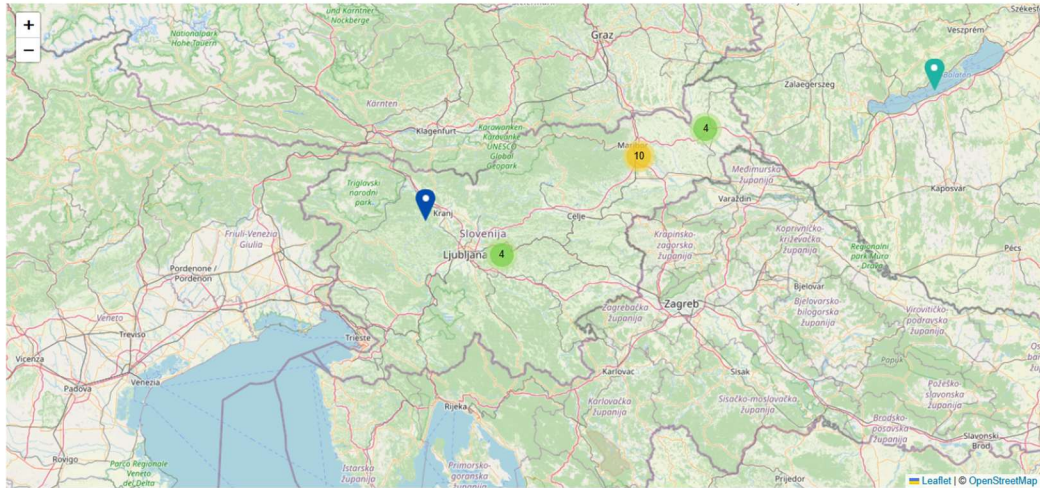 +
−
Nationalpark
Hohe Tauern
und Kärntner
Nockberge
Graz
Székesf
Veszprém
Balaton
Zalaegerszeg
Kärnten
Klagenfurt
Karawanken
Karavanke
UNESCO
Global
Geopark
4
10
Triglavski
narodni
park
Kranj
Međimurska
županija
Varaždin
Kaposvár
Celje
Slovenija
Ljubljana
4
Friuli-Venezia
Giulia
Krapinsko-
zagorska
županija
Koprivničko-
križevačka
županija
Regionalni
park Mura
- Drava
Pécs
Pordenone /
Pordenon
Bjelovar
Veneto
Treviso
Zagrebačka
županija
Zagreb
Bjelovarsko-
bilogorska
županija
Virovitičko-
podravska
županija
Trieste
Vicenza
Papuk
Padova
Venezia
Karlovac
Sisak
Požeško-
slavonska
županija
Rijeka
Karlovačka
županija
Sisačko-moslavačka
županija
Brodsko-
posavska
županija
Slavonski
Brod
Rovigo
Parco Regionale
Veneto
del Delta
Istarska
županija
Primorsko-
goranska
županija
Prijedor
Leaflet | © OpenStreetMap